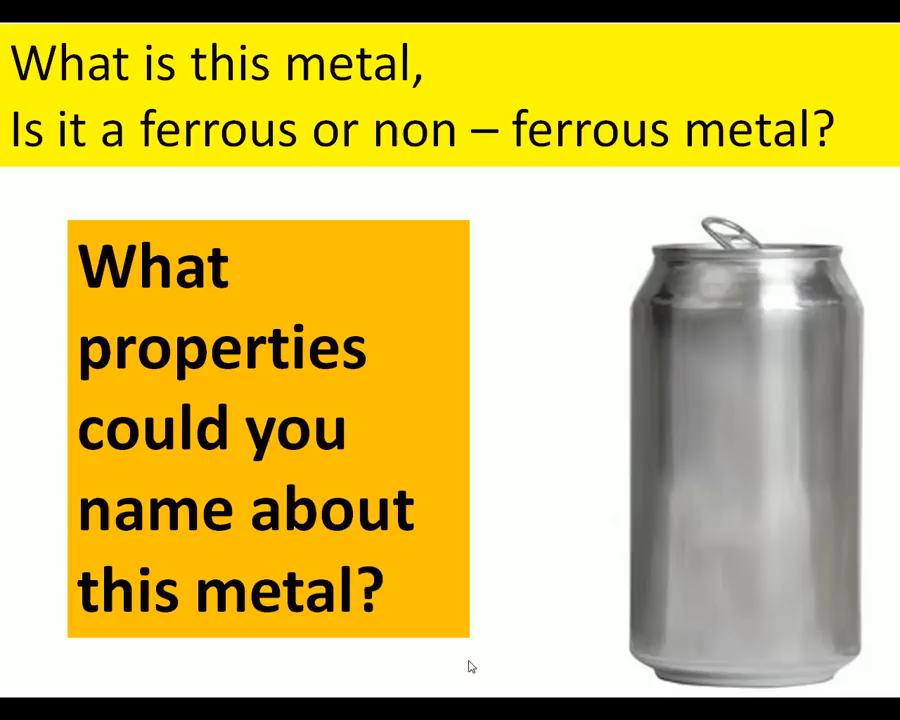 What is this metal,
Is it a ferrous or non – ferrous metal?
What
properties
could you
name about
this metal?